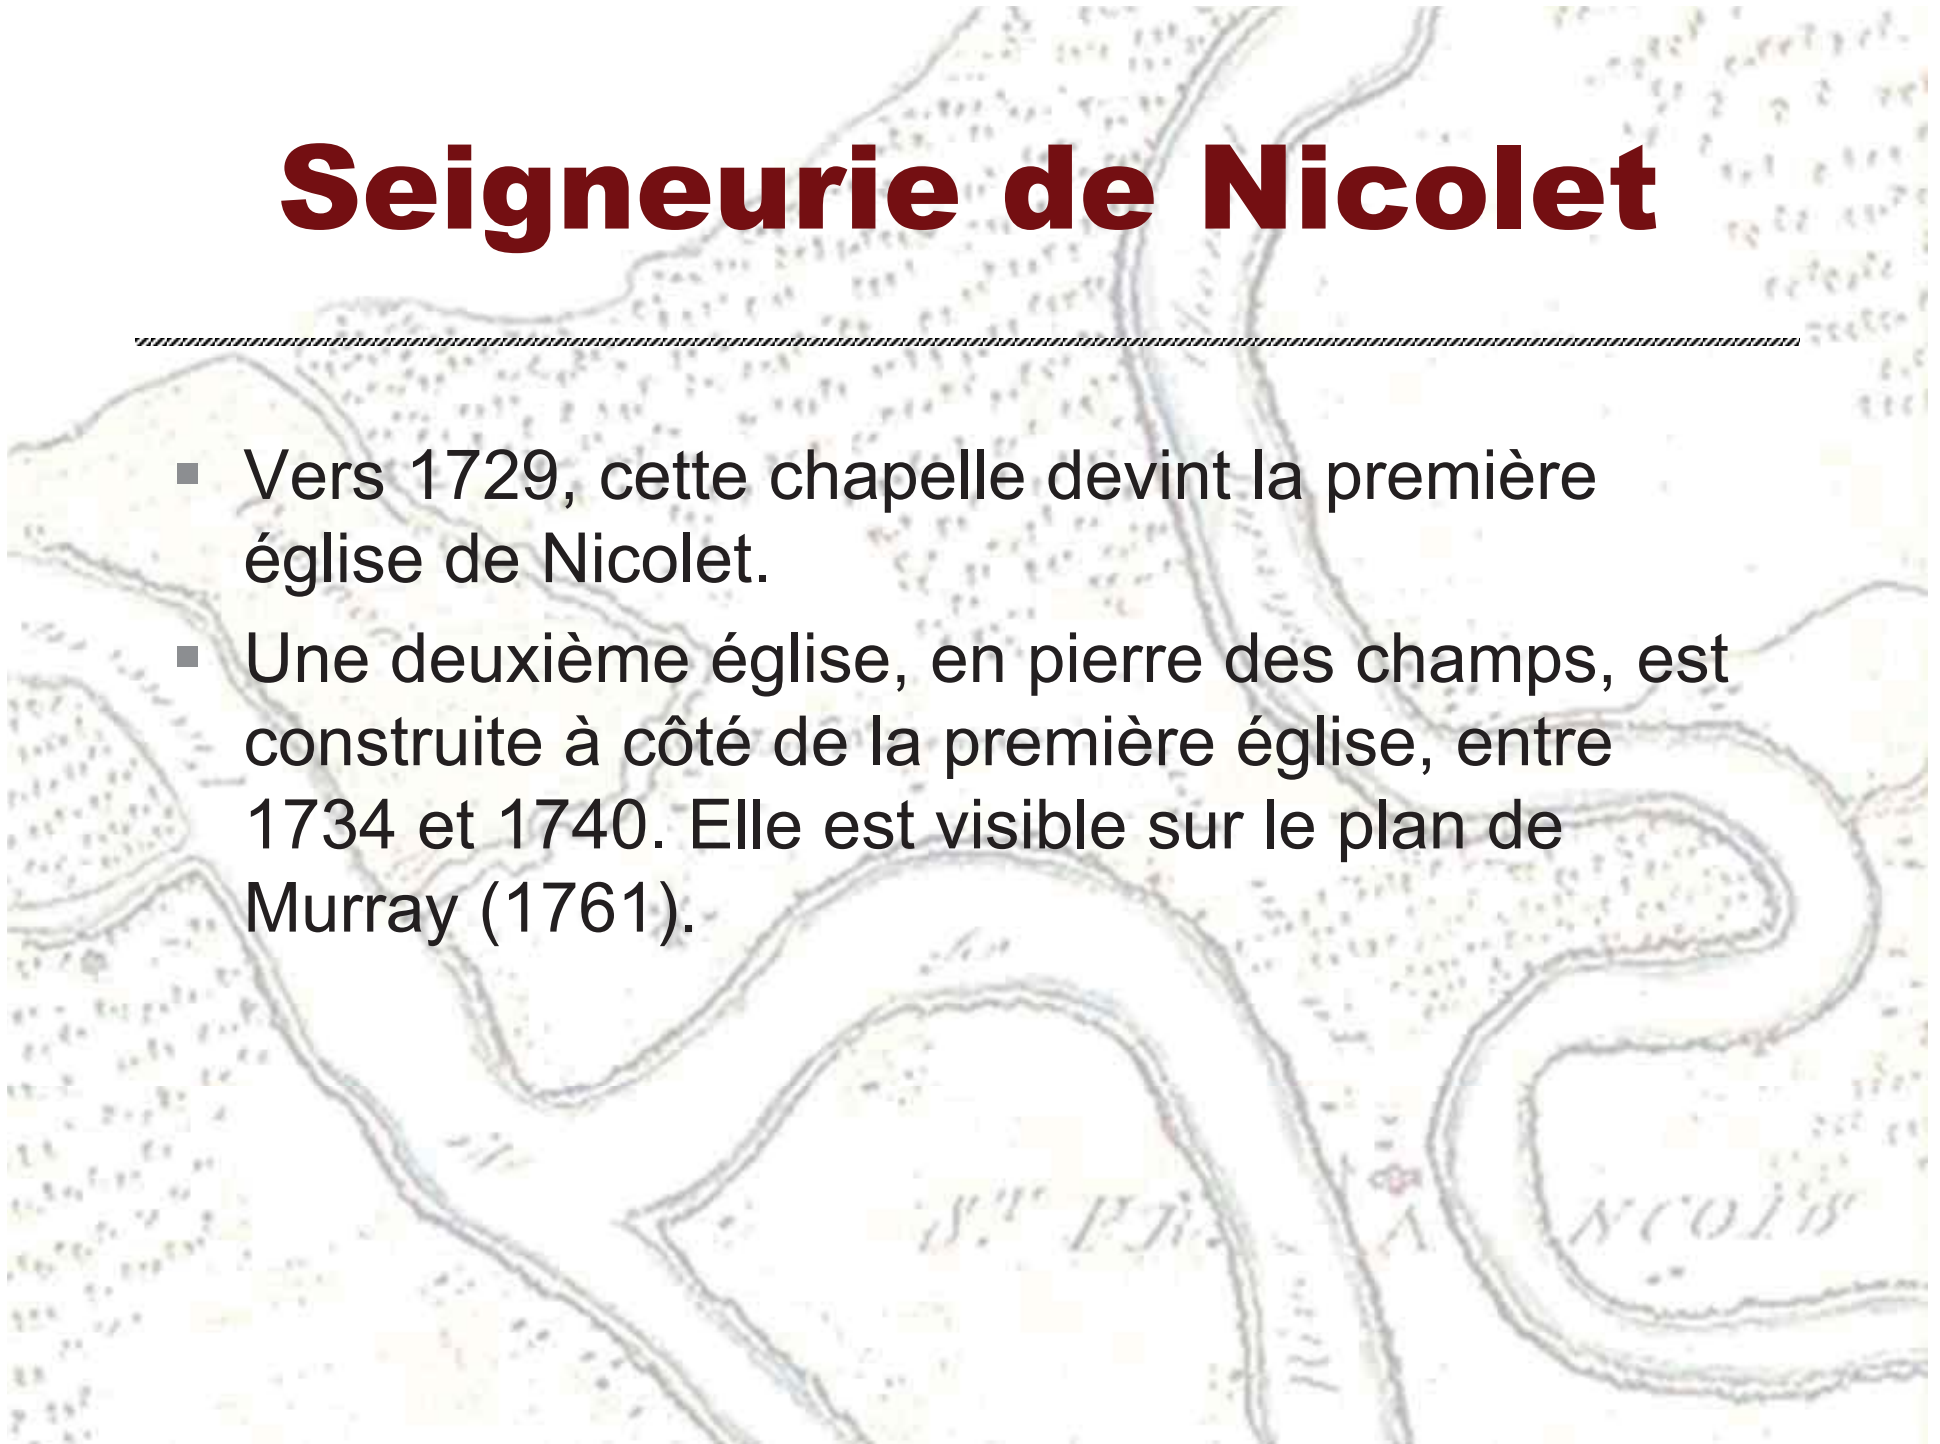 Seigneurie de Nicolet
▪ Vers 1729, cette chapelle devint la première
église de Nicolet.
▪ Une deuxième église, en pierre des champs, est
construite à côté de la première église, entre
1734 et 1740. Elle est visible sur le plan de
Murray (1761).